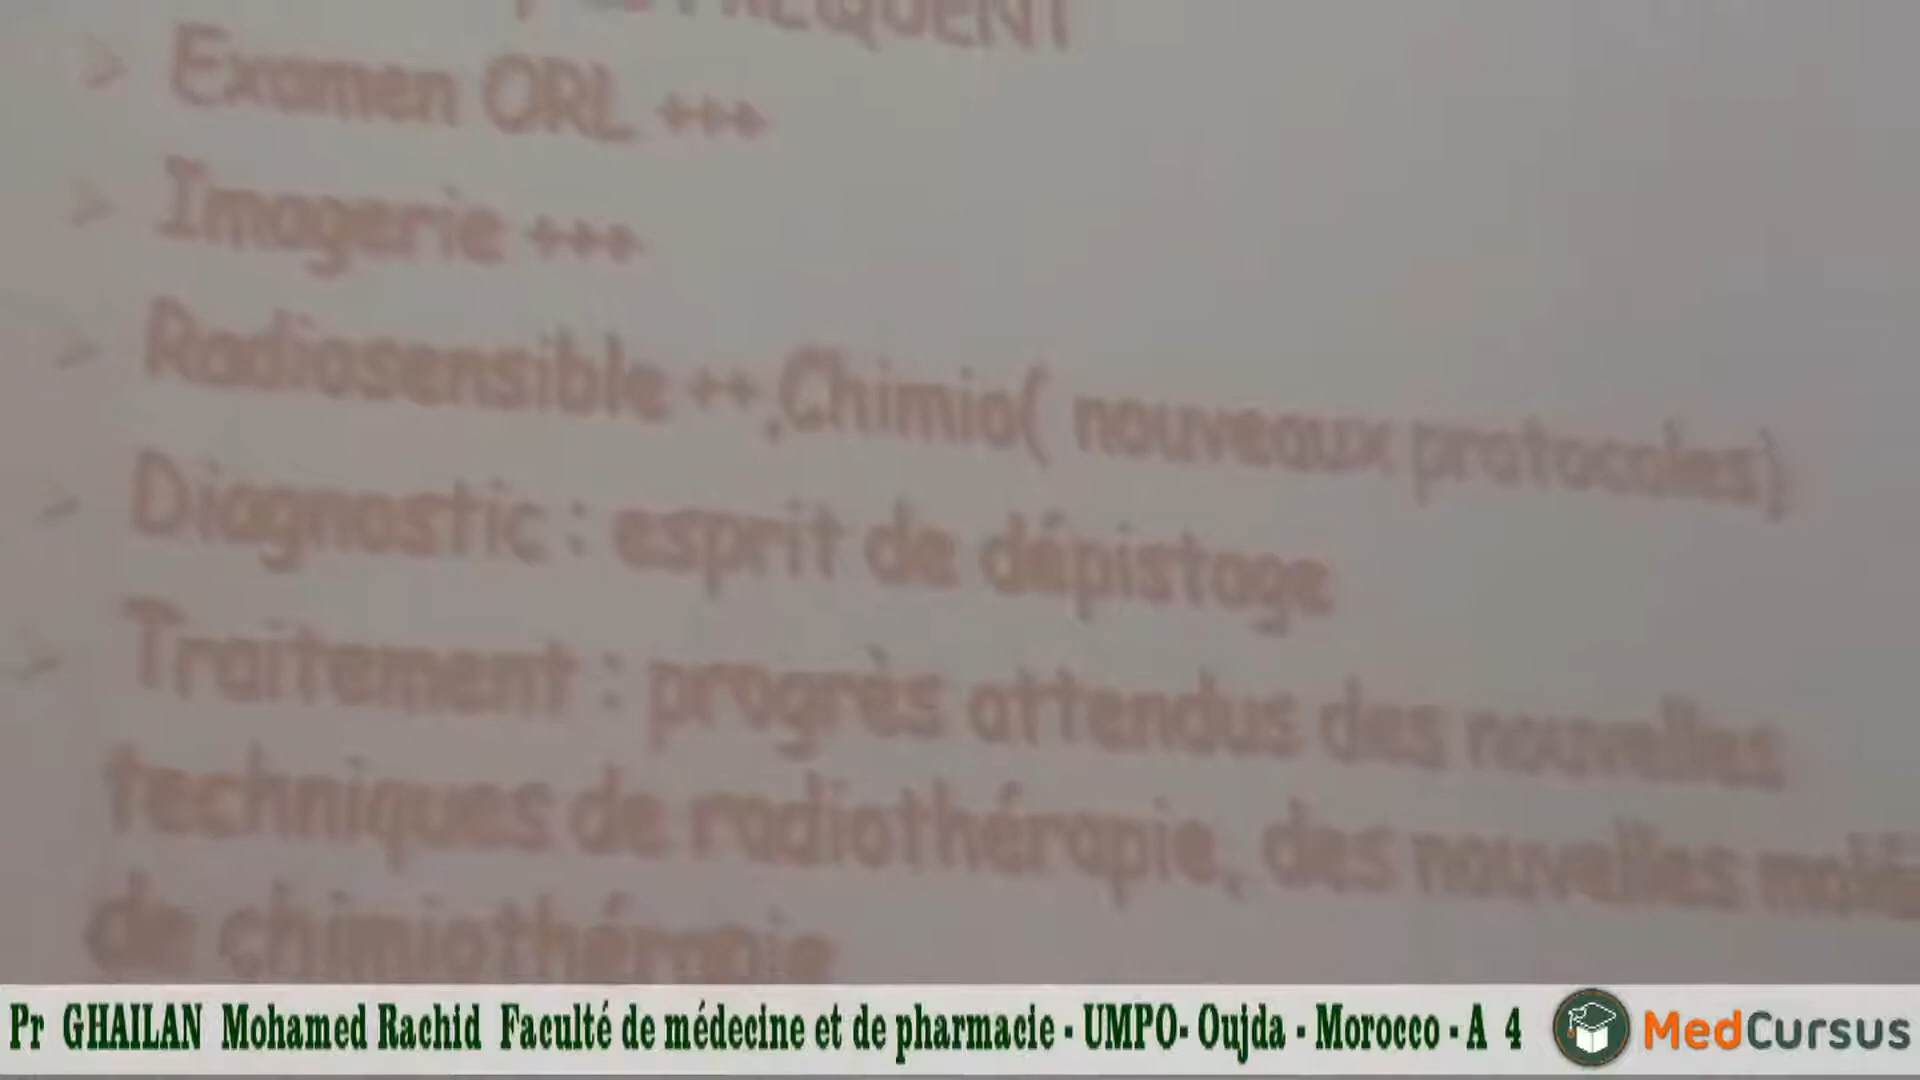 FREQUENT
➢ Examen ORL +++
➢ Imagerie +++
➢ Radiosensible ++,Chimio( nouveaux protocoles)
➢ Diagnostic : esprit de dépistage
➢ Traitement : progrès attendus des nouvelles
techniques de radiothérapie, des nouvelles
de chimiothérapie
Pr GHAILAN Mohamed Rachid Faculté de médecine et de pharmacie - UMPO- Oujda - Morocco - A 4
MedCursus